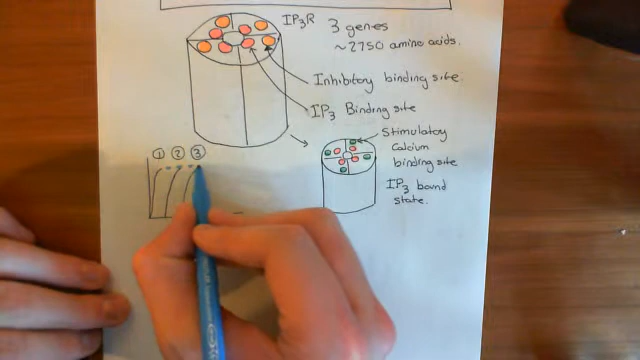 IP3R 3 genes
~2750 amino acids.
Inhibitory binding site
IP3 Binding site
Stimulatory
Calcium
binding site
IP3 bound
state.
1 2 3